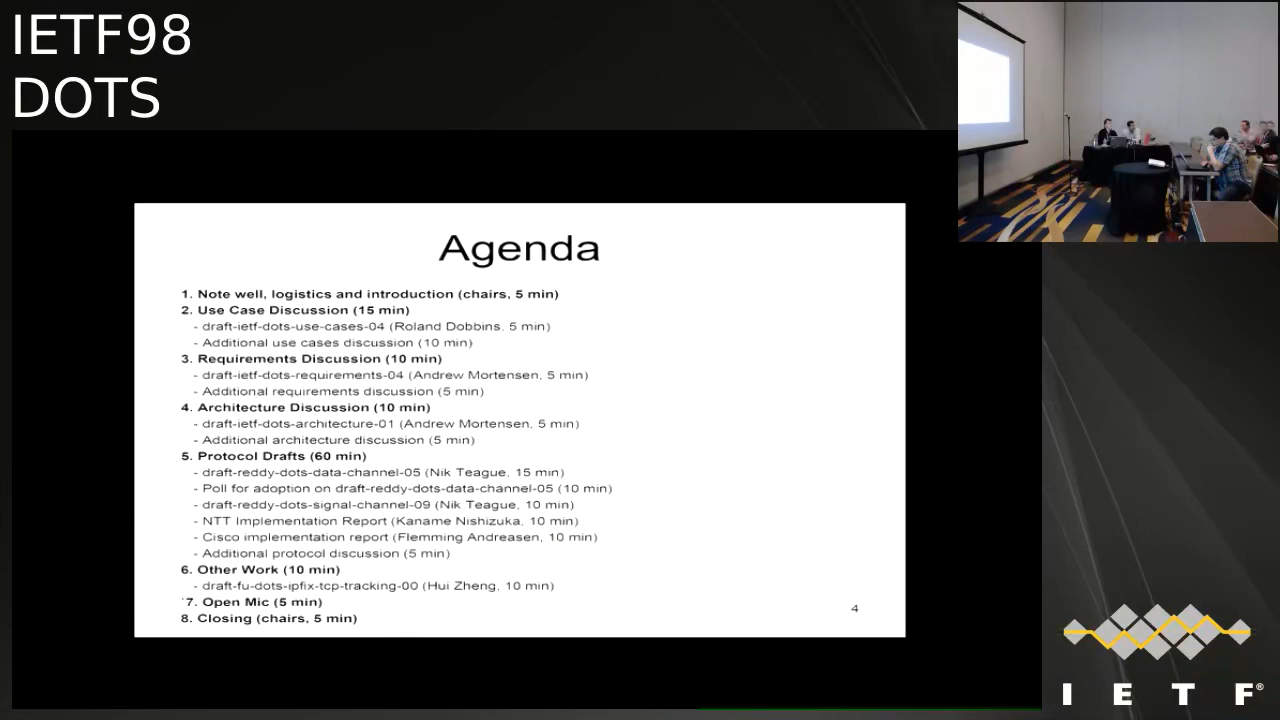 IETF98
DOTS
Agenda
1. Note well, logistics and introduction (chairs, 5 min)
2. Use Case Discussion (15 min)
- draft-ietf-dots-use-cases-04 (Roland Dobbins. 5 min)
- Additional use cases discussion (10 min)
3. Requirements Discussion (10 min)
- draft-ietf-dots-requirements-04 (Andrew Mortensen, 5 min)
- Additional requirements discussion (5 min)
4. Architecture Discussion (10 min)
- draft-ietf-dots-architecture-01 (Andrew Mortensen, 5 min)
- Additional architecture discussion (5 min)
5. Protocol Drafts (60 min)
- draft-reddy-dots-data-channel-05 (Nik Teague, 15 min)
- Poll for adoption on draft-reddy-dots-data-channel-05 (10 min)
- draft-reddy-dots-signal-channel-09 (Nik Teague, 10 min)
- NTT Implementation Report (Kaname Nishizuka, 10 min)
- Cisco implementation report (Flemming Andreasen, 10 min)
- Additional protocol discussion (5 min)
6. Other Work (10 min)
- draft-fu-dots-ipfix-tcp-tracking-00 (Hui Zheng, 10 min)
7. Open Mic (5 min)
8. Closing (chairs, 5 min)
4
I E T F®